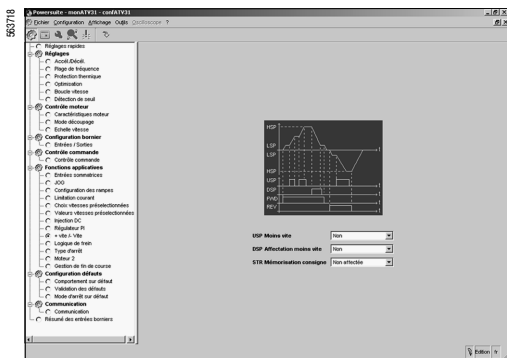 563718
Powersuite - monATV31 - confATV31
Fichier Configuration Affichage Outils Oscilloscope ?
Réglages rapides
Réglages
Accél./Décél.
Plage de fréquence
Protection thermique
Optimisation
Boucle vitesse
Détection de seuil
Contrôle moteur
Caractéristiques moteur
Mode découpage
Echelle vitesse
Configuration bornier
Entrées / Sorties
Contrôle commande
Contrôle commande
Fonctions applicatives
Entrées sommatrices
JOG
Configuration des rampes
Limitation courant
Choix vitesses présélectionnées
Valeurs vitesses présélectionnées
Injection DC
Régulateur PI
+ vite /- Vite
Logique de frein
Type d'arrêt
Moteur 2
Gestion de fin de course
Configuration défauts
Comportement sur défaut
Validation des défauts
Mode d'arrêt sur défaut
Communication
Communication
Résumé des entrées borniers
HSP
LSP
t
LSP
HSP
USP
t
DSP
t
FWD
t
REV
t
USP Moins vite Non
DSP Affectation moins vite Non
STR Mémorisation consigne Non affectée
Edition fr